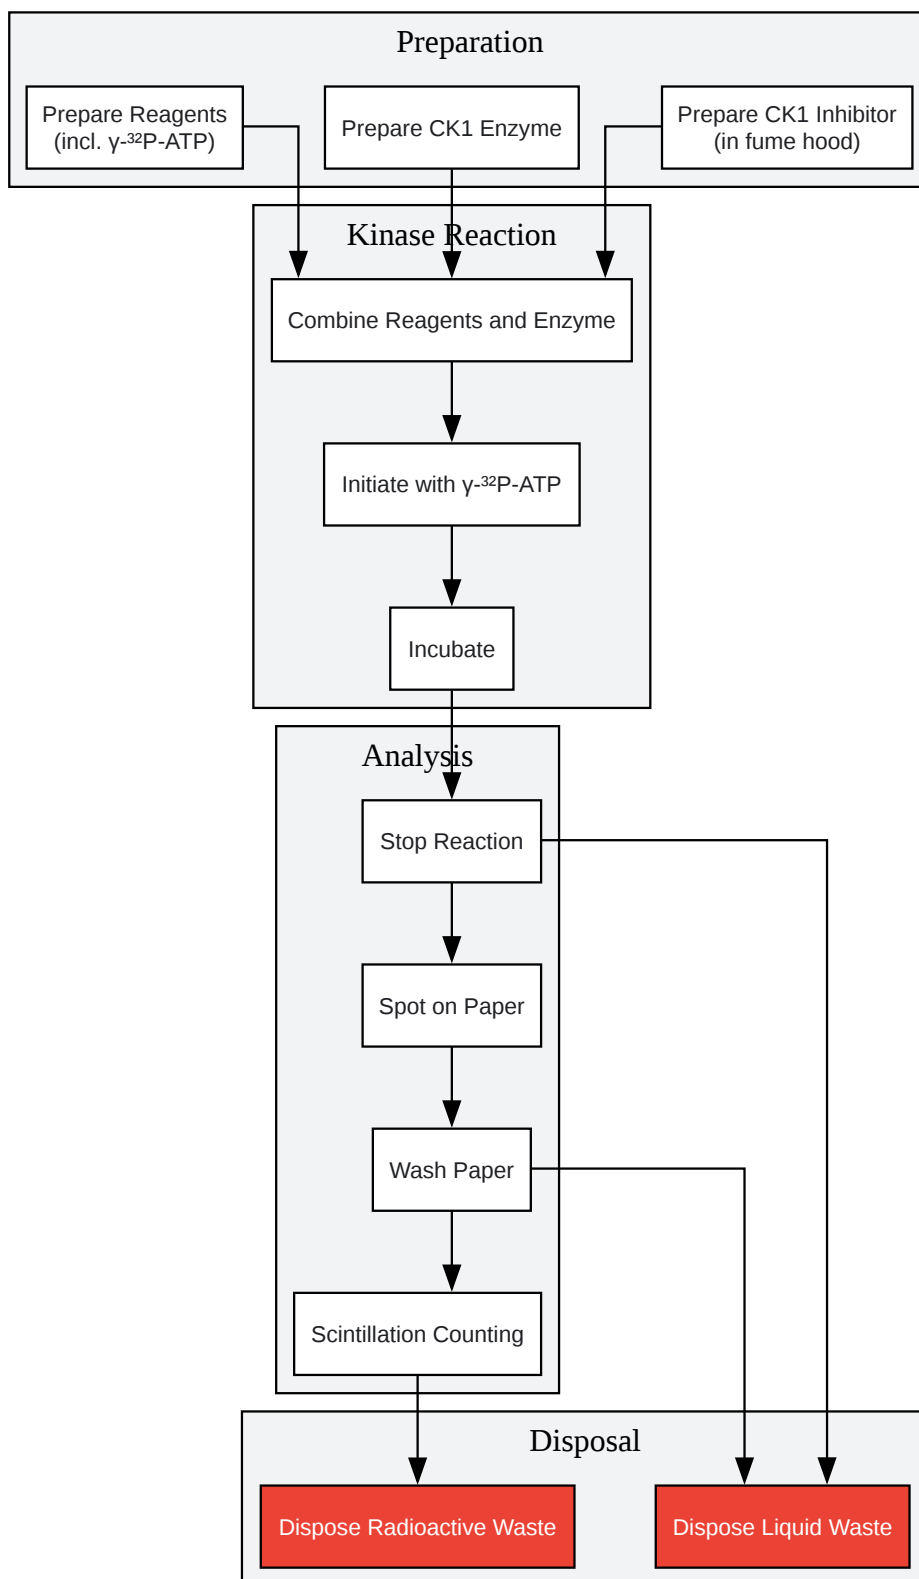 Preparation
Prepare Reagents
(incl. γ-³²P-ATP)
Prepare CK1 Enzyme
Prepare CK1 Inhibitor
(in fume hood)
Kinase Reaction
Combine Reagents and Enzyme
Initiate with γ-³²P-ATP
Incubate
Analysis
Stop Reaction
Spot on Paper
Wash Paper
Scintillation Counting
Disposal
Dispose Radioactive Waste
Dispose Liquid Waste